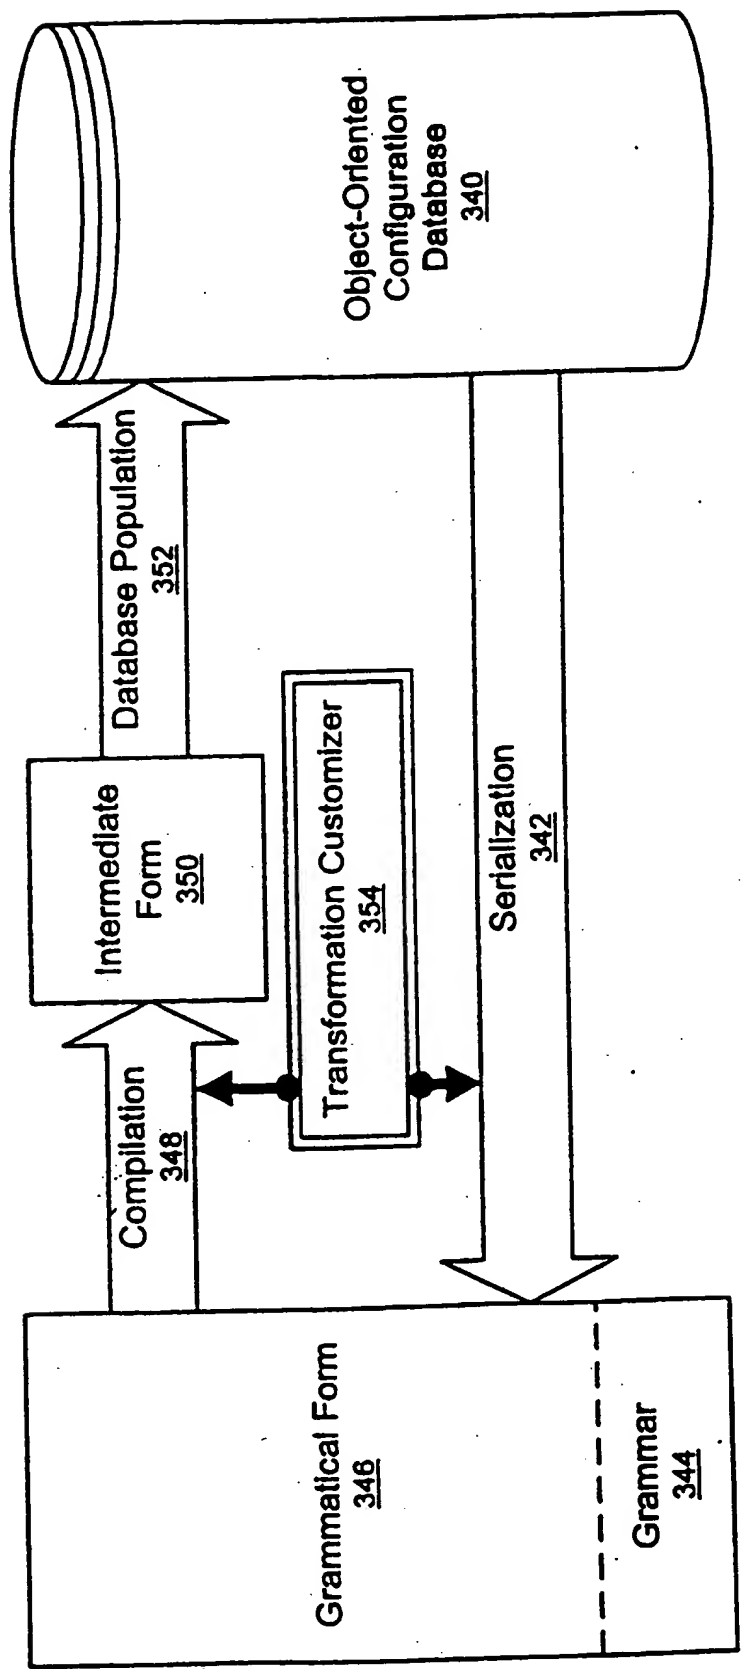 Grammatical Form
346
Grammar
344
Compilation
348
Intermediate
Form
350
Database Population
352
Transformation Customizer
354
Serialization
342
Object-Oriented
Configuration
Database
340